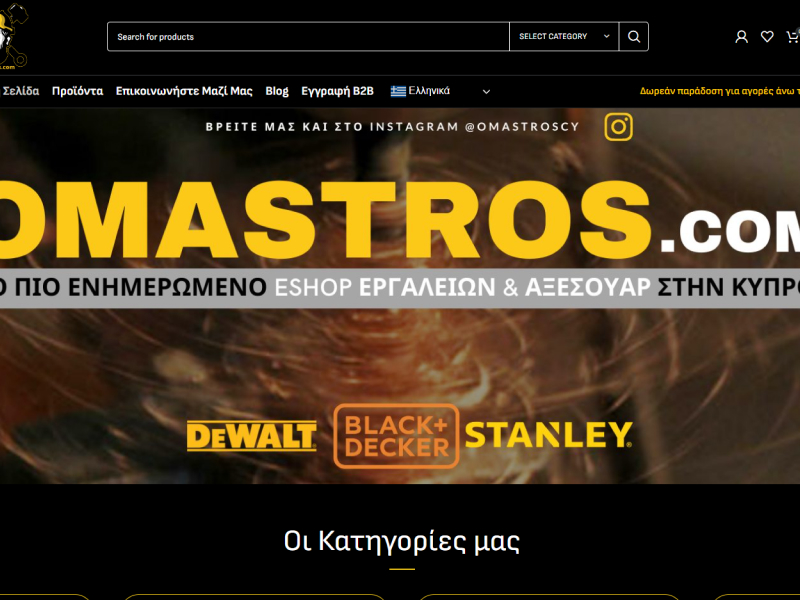 Search for products
SELECT CATEGORY
.com
Σελίδα
Προϊόντα
Επικοινωνήστε Μαζί Μας
Blog
Εγγραφή B2B
Ελληνικά
Δωρεάν παράδοση για αγορές άνω
ΒΡΕΙΤΕ ΜΑΣ ΚΑΙ ΣΤΟ INSTAGRAM @OMASTROSCY
OMASTROS.COM
ΠΙΟ ΕΝΗΜΕΡΩΜΕΝΟ ESHOP ΕΡΓΑΛΕΙΩΝ & ΑΞΕΣΟΥΑΡ ΣΤΗΝ ΚΥΠΡΟ
DEWALT
BLACK+
DECKER
STANLEY®
Οι Κατηγορίες μας